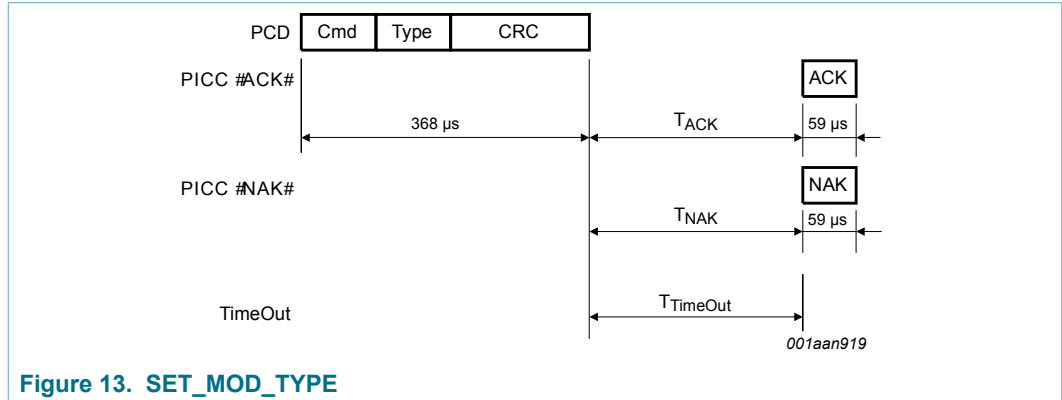 PCD Cmd Type CRC
PICC #ACK# ACK
368 µs TACK 59 µs
PICC #NAK# NAK
TNAK 59 µs
TimeOut TTimeOut
001aan919
Figure 13. SET_MOD_TYPE